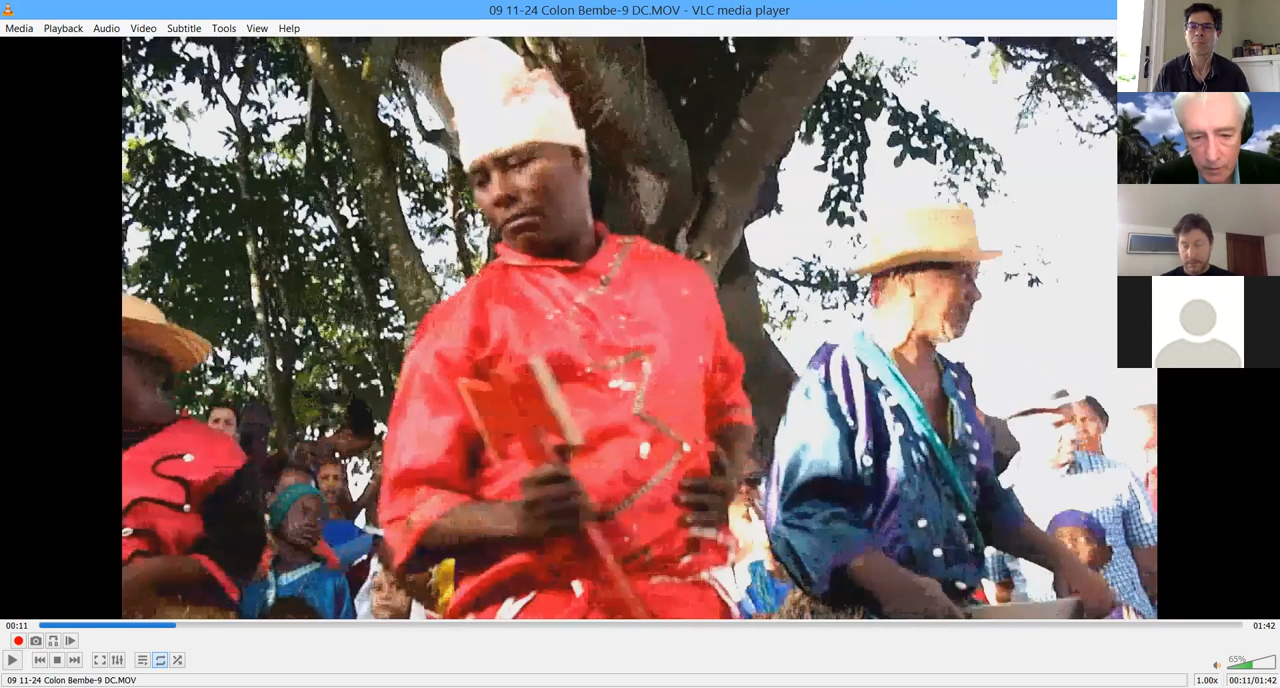 09 11-24 Colon Bembe-9 DC.MOV - VLC media player
Media Playback Audio Video Subtitle Tools View Help
00:11
01:42
65%
09 11-24 Colon Bembe-9 DC.MOV
1.00x
00:11/01:42